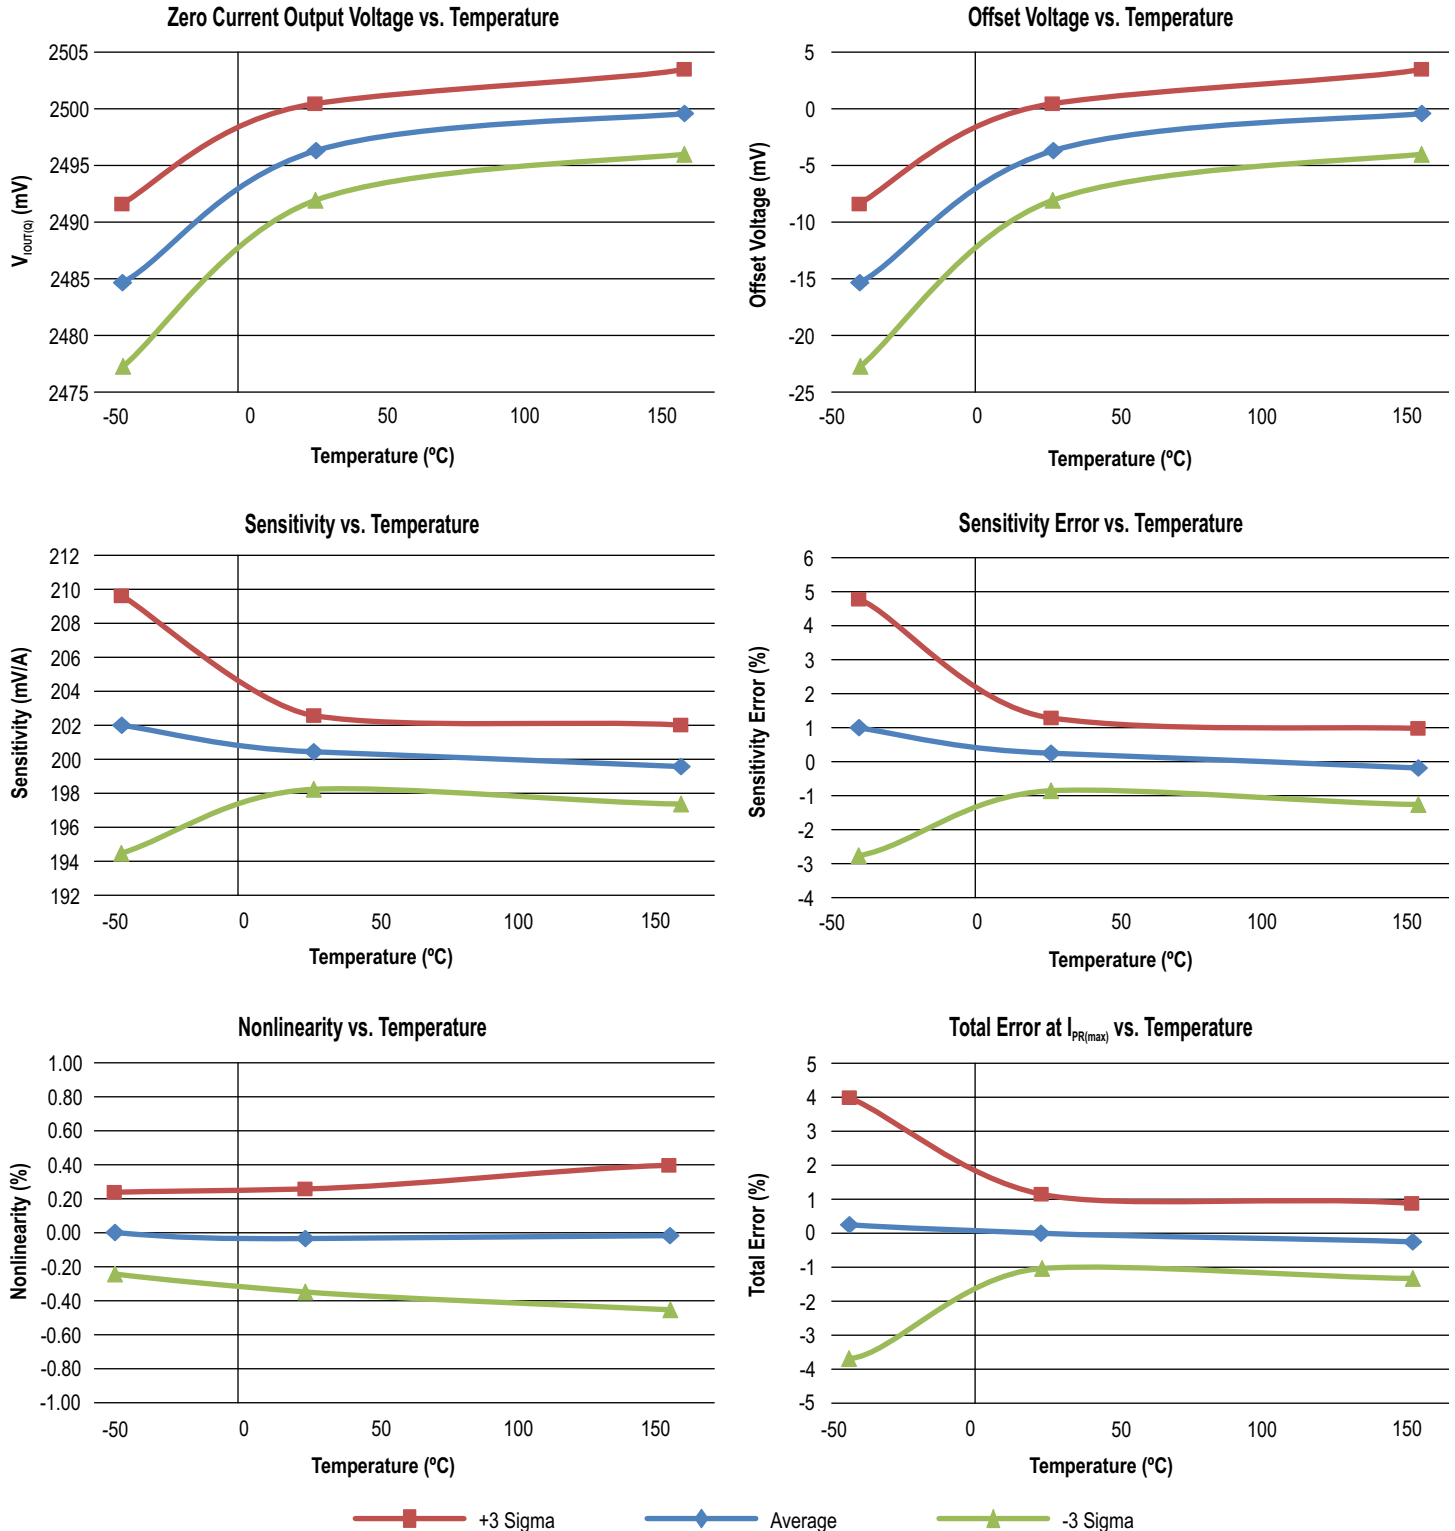 Zero Current Output Voltage vs. Temperature
2505
2500
2495
2490
2485
2480
2475
VIOUT(Q) (mV)
-50 0 50 100 150
Temperature (ºC)
Offset Voltage vs. Temperature
5
0
-5
-10
-15
-20
-25
Offset Voltage (mV)
-50 0 50 100 150
Temperature (ºC)
Sensitivity vs. Temperature
212
210
208
206
204
202
200
198
196
194
192
Sensitivity (mV/A)
-50 0 50 100 150
Temperature (ºC)
Sensitivity Error vs. Temperature
6
5
4
3
2
1
0
-1
-2
-3
-4
Sensitivity Error (%)
-50 0 50 100 150
Temperature (ºC)
Nonlinearity vs. Temperature
1.00
0.80
0.60
0.40
0.20
0.00
-0.20
-0.40
-0.60
-0.80
-1.00
Nonlinearity (%)
-50 0 50 100 150
Temperature (ºC)
Total Error at IPR(max) vs. Temperature
5
4
3
2
1
0
-1
-2
-3
-4
-5
Total Error (%)
-50 0 50 100 150
Temperature (ºC)
+3 Sigma Average -3 Sigma